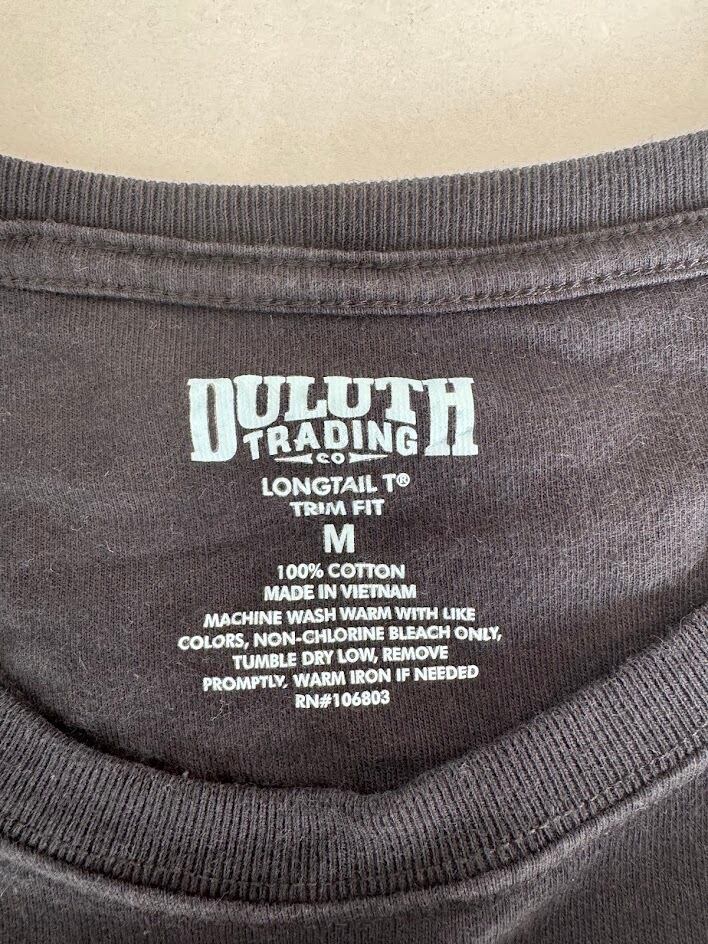 DULUTH
TRADING
CO
LONGTAIL T®
TRIM FIT
M
100% COTTON
MADE IN VIETNAM
MACHINE WASH WARM WITH LIKE
COLORS, NON-CHLORINE BLEACH ONLY,
TUMBLE DRY LOW, REMOVE
PROMPTLY, WARM IRON IF NEEDED
RN#106803